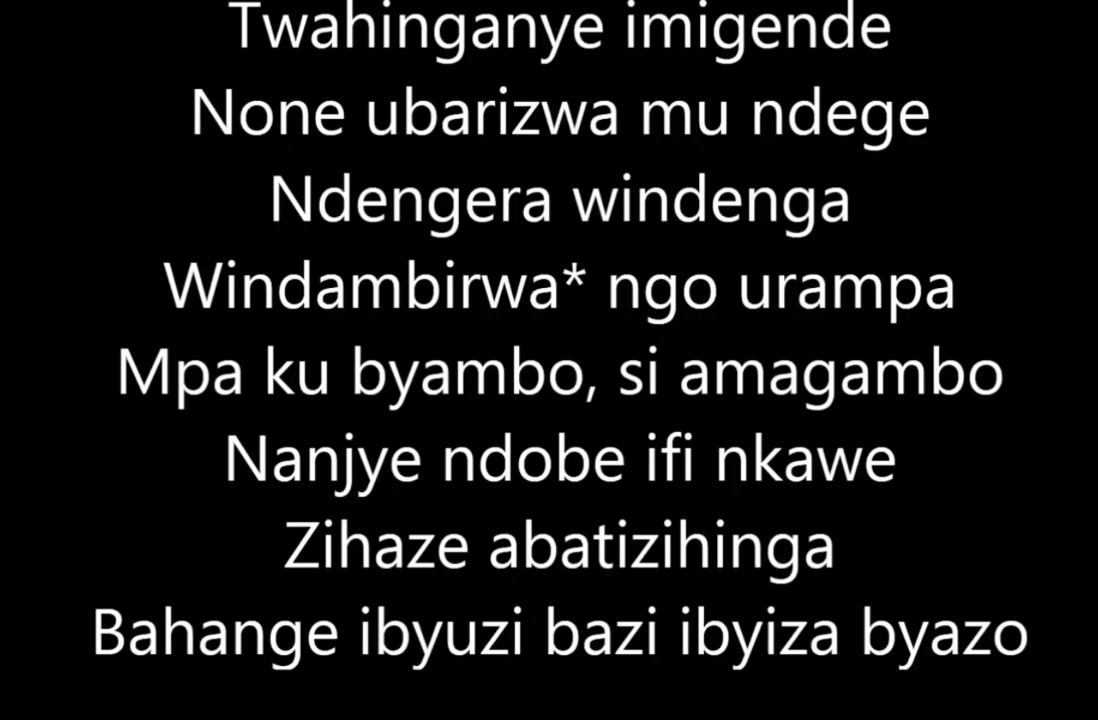 Twahinganye imigende
None ubarizwa mu ndege
Ndengera windenga
Windambirwa* ngo urampa
Mpa ku byambo, si amagambo
Nanjye ndobe ifi nkawe
Zihaze abatizihinga
Bahange ibyuzi bazi ibyiza byazo